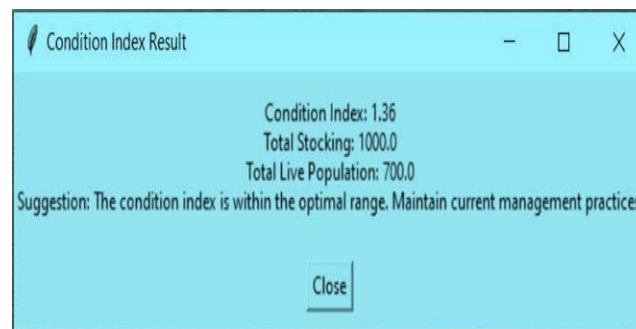 Condition Index Result
Condition Index: 1.36
Total Stocking: 1000.0
Total Live Population: 700.0
Suggestion: The condition index is within the optimal range. Maintain current management practices
Close